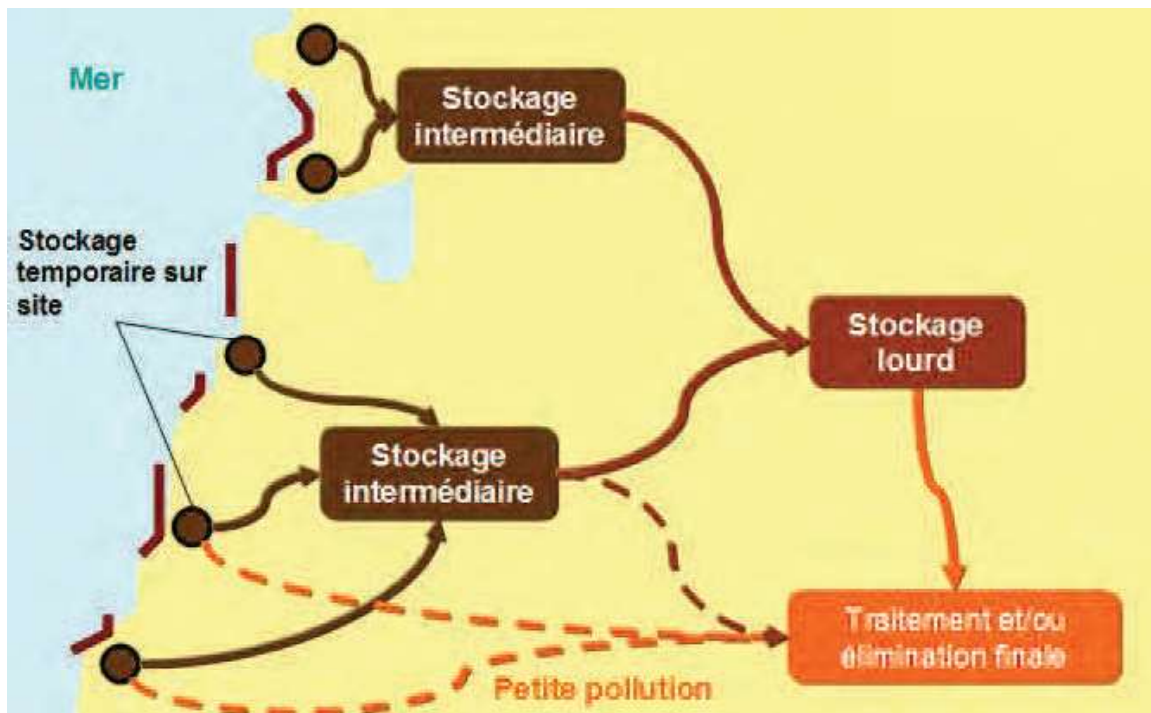 Mer
Stockage
intermédiaire
Stockage
temporaire sur
site
Stockage
lourd
Stockage
intermédiaire
Traitement et/ou
élimination finale
Petite pollution